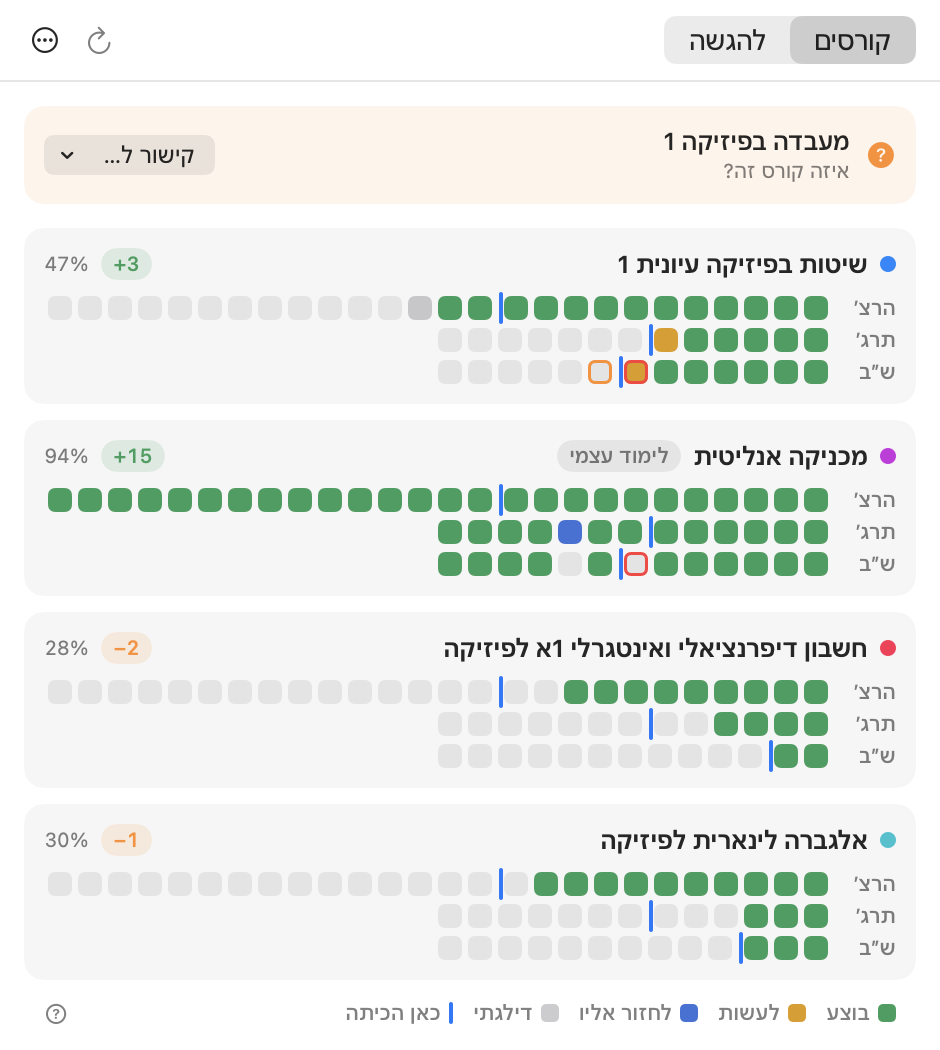 קורסים
להגשה
?
מעבדה בפיזיקה 1
איזה קורס זה?
קישור ל...
שיטות בפיזיקה עיונית 1
+3
47%
הרצ׳
תרג׳
ש״ב
מכניקה אנליטית
לימוד עצמי
+15
94%
הרצ׳
תרג׳
ש״ב
חשבון דיפרנציאלי ואינטגרלי 1א לפיזיקה
−2
28%
הרצ׳
תרג׳
ש״ב
אלגברה לינארית לפיזיקה
−1
30%
הרצ׳
תרג׳
ש״ב
בוצע
לעשות
לחזור אליו
דילגתי
כאן הכיתה
?